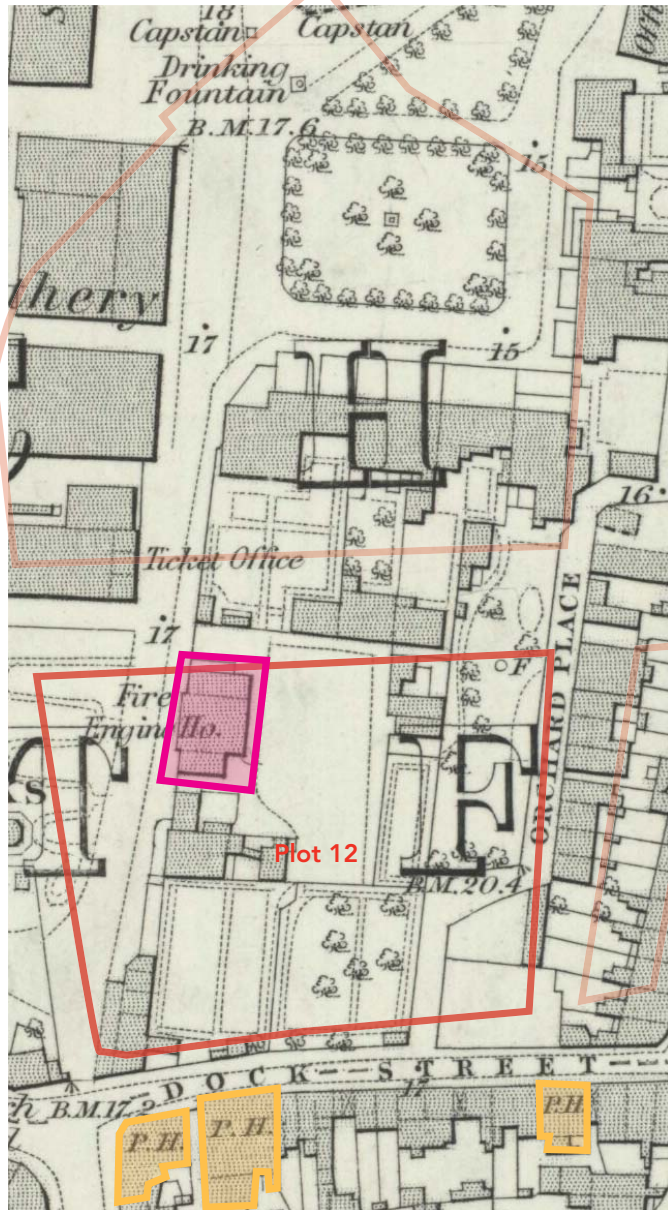 18
Capstan
Capstan
Drinking
Fountain
B.M.17.6
15
thery
17
15
H
16
Ticket Office
17
F
Fire
Engine Ho.
ORCHARD PLACE
T
S
E
Plot 12
B.M.20.4
DOCK STREET
17
B.M.17.2
P.H.
P.H.
P.H.